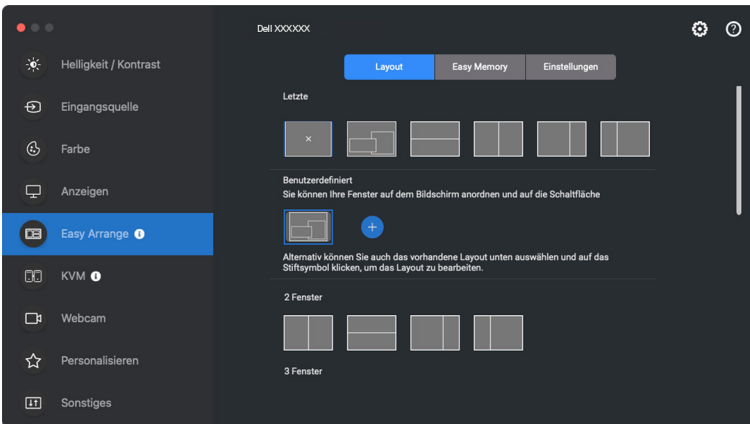 Dell XXXXXX
Helligkeit / Kontrast
Eingangsquelle
Farbe
Anzeigen
Easy Arrange
KVM
Webcam
Personalisieren
Sonstiges
Layout Easy Memory Einstellungen
Letzte
Benutzerdefiniert
Sie können Ihre Fenster auf dem Bildschirm anordnen und auf die Schaltfläche
Alternativ können Sie auch das vorhandene Layout unten auswählen und auf das
Stiftsymbol klicken, um das Layout zu bearbeiten.
2 Fenster
3 Fenster